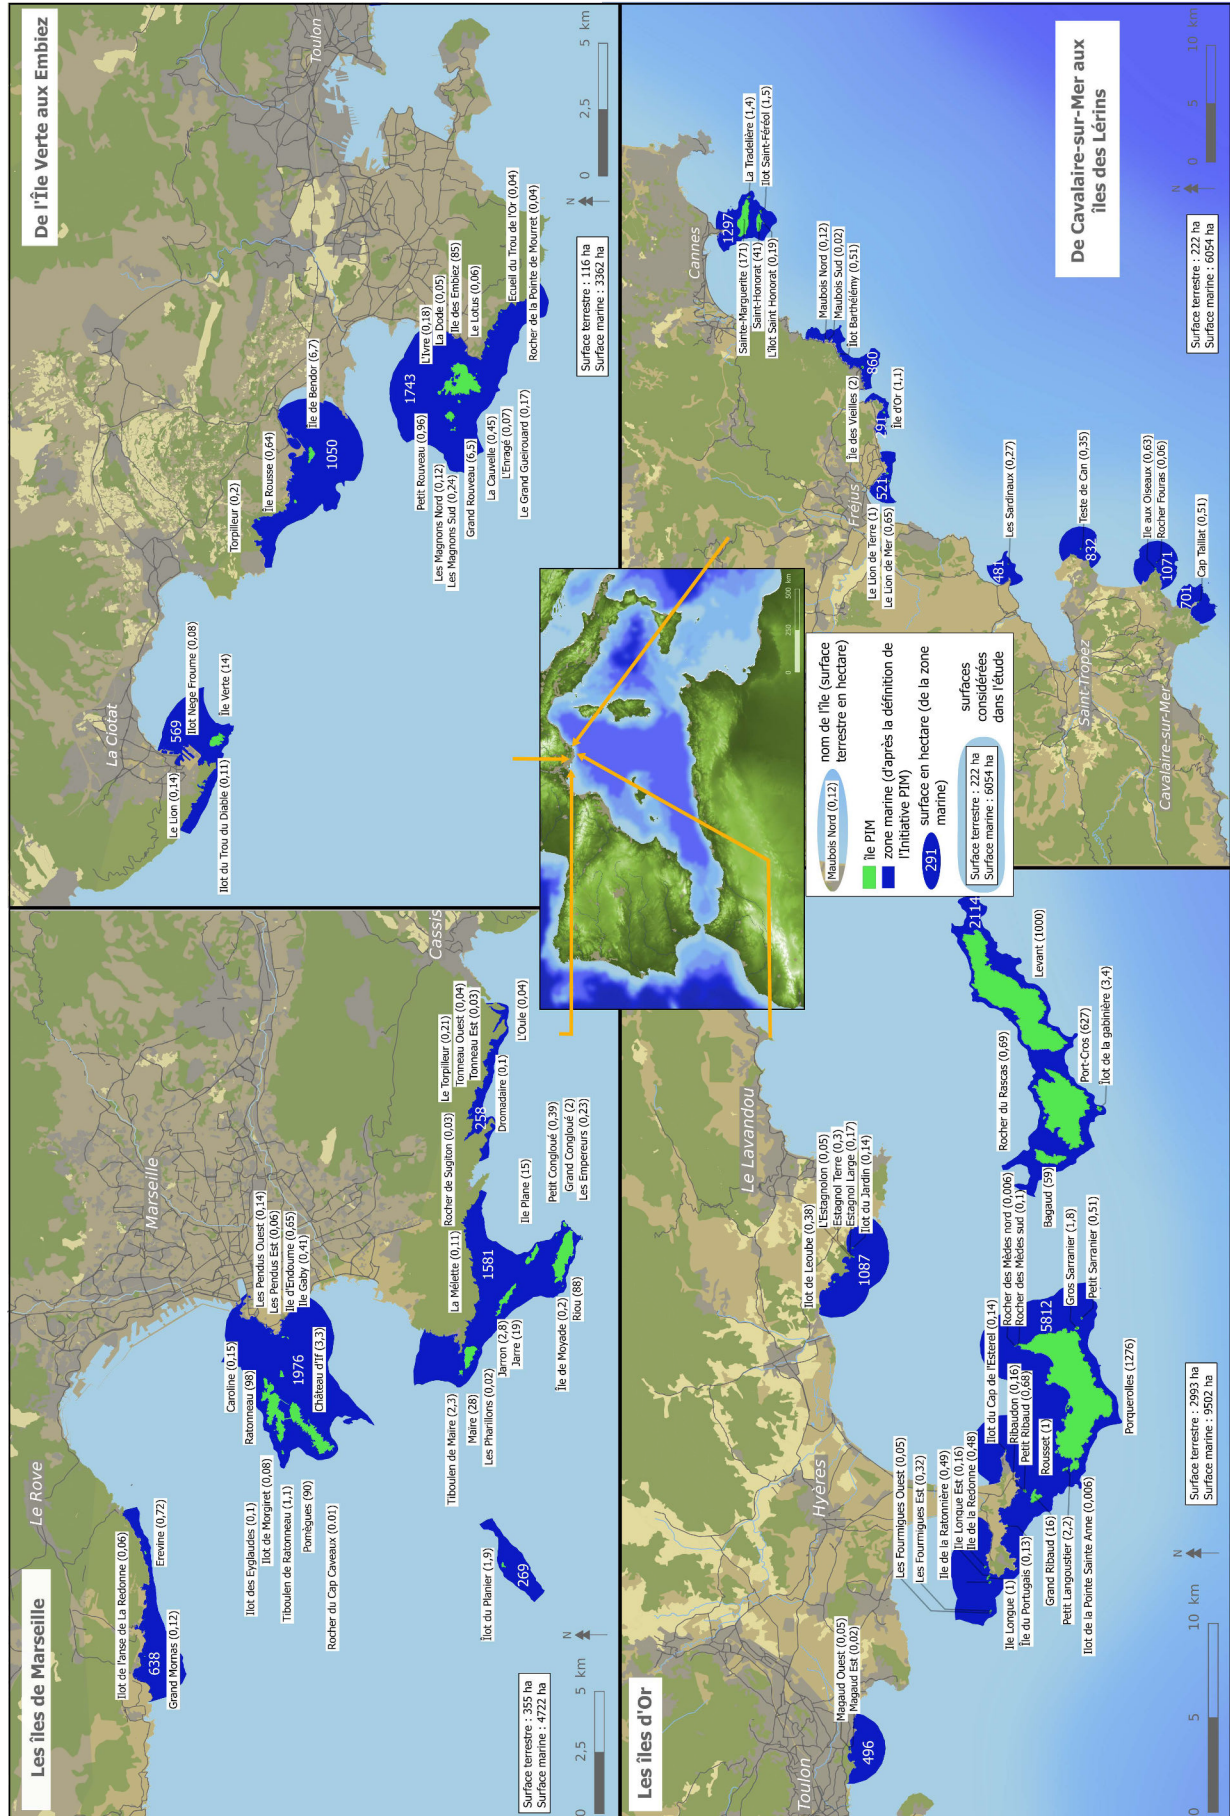 Les îles de Marseille
Le Rove
Marseille
Cassis
Ilot de l'anse de La Redonne (0,06)
Erevine (0,72)
638
Grand Mornas (0,12)
Caroline (0,15)
Ratonneau (98)
Les Pendus Ouest (0,14)
Les Pendus Est (0,06)
Ile d'Endoume (0,65)
Ile Gaby (0,41)
1976
Château d'If (3,3)
Ilot des Eyglaudes (0,1)
Ilot de Morgiret (0,08)
Tiboulen de Ratonneau (1,1)
Pomègues (90)
Rocher du Cap Caveaux (0,01)
La Mélette (0,11)
Rocher de Sugiton (0,03)
Le Torpilleur (0,21)
Tonneau Ouest (0,04)
Tonneau Est (0,03)
258
Dromadaire (0,1)
L'Oule (0,04)
1581
Ile Plane (15)
Petit Congloué (0,39)
Grand Congloué (2)
Les Empereurs (0,23)
Tiboulen de Maire (2,3)
Maire (28)
Les Pharillons (0,02)
Jarron (2,8)
Jarre (19)
Île de Moyade (0,2)
Riou (88)
Îlot du Planier (1,9)
269
Surface terrestre : 355 ha
Surface marine : 4722 ha
N
0
2,5
5 km
De l'Île Verte aux Embiez
La Ciotat
Toulon
Le Lion (0,14)
569
Ilot Nege Froume (0,08)
Île Verte (14)
Ilot du Trou du Diable (0,11)
Torpilleur (0,2)
Île Rousse (0,64)
Ile de Bendor (6,7)
1050
1743
L'Ivre (0,18)
La Dode (0,05)
Ile des Embiez (85)
Le Lotus (0,06)
Ecueil du Trou de l'Or (0,04)
Rocher de la Pointe de Mourret (0,04)
Petit Rouveau (0,96)
Les Magnons Nord (0,12)
Les Magnons Sud (0,24)
Grand Rouveau (6,5)
La Cauvelle (0,45)
L'Enragé (0,07)
Le Grand Gueirouard (0,17)
Surface terrestre : 116 ha
Surface marine : 3362 ha
N
0
2,5
5 km
Les îles d'Or
Toulon
Hyères
Le Lavandou
Magaud Ouest (0,05)
Magaud Est (0,02)
496
Les Fourmigues Ouest (0,05)
Les Fourmigues Est (0,32)
Ile de la Ratonnière (0,49)
Ile Longue Est (0,16)
Ile de la Redonne (0,48)
Ilot du Cap de l'Esterel (0,14)
Ribaudon (0,16)
Petit Ribaud (0,68)
Rousset (1)
Rocher des Mèdes nord (0,006)
Rocher des Mèdes sud (0,1)
5812
Gros Sarranier (1,8)
Petit Sarranier (0,51)
Ile Longue (1)
Île du Portugais (0,13)
Grand Ribaud (16)
Petit Langoustier (2,2)
Ilot de la Pointe Sainte Anne (0,006)
Porquerolles (1276)
Ilot de Leoube (0,38)
L'Estagnolon (0,05)
Estagnol Terre (0,3)
Estagnol Large (0,17)
Ilot du Jardin (0,14)
1087
Rocher du Rascas (0,69)
Bagaud (59)
Port-Cros (627)
Îlot de la gabinière (3,4)
Levant (1000)
2114
Surface terrestre : 2993 ha
Surface marine : 9502 ha
N
0
5
10 km
0
250
500 km
Maubois Nord (0,12)
nom de l'île (surface
terrestre en hectare)
île PIM
zone marine (d'après la définition de
l'Initiative PIM)
291
surface en hectare (de la zone
marine)
Surface terrestre : 222 ha
Surface marine : 6054 ha
surfaces
considérées
dans l'étude
De Cavalaire-sur-Mer aux
îles des Lérins
Cannes
Fréjus
Saint-Tropez
Cavalaire-sur-Mer
1297
La Tradelière (1,4)
Ilot Saint-Féréol (1,5)
Sainte-Marguerite (171)
Saint-Honorat (41)
L'îlot Saint Honorat (0,19)
Maubois Nord (0,12)
Maubois Sud (0,02)
Ilot Barthélémy (0,51)
860
Île des Vieilles (2)
291
Île d'Or (1,1)
521
Le Lion de Terre (1)
Le Lion de Mer (0,65)
Les Sardinaux (0,27)
481
Teste de Can (0,35)
832
Ile aux Oiseaux (0,63)
Rocher Fouras (0,06)
1071
Cap Taillat (0,51)
701
Surface terrestre : 222 ha
Surface marine : 6054 ha
N
0
5
10 km